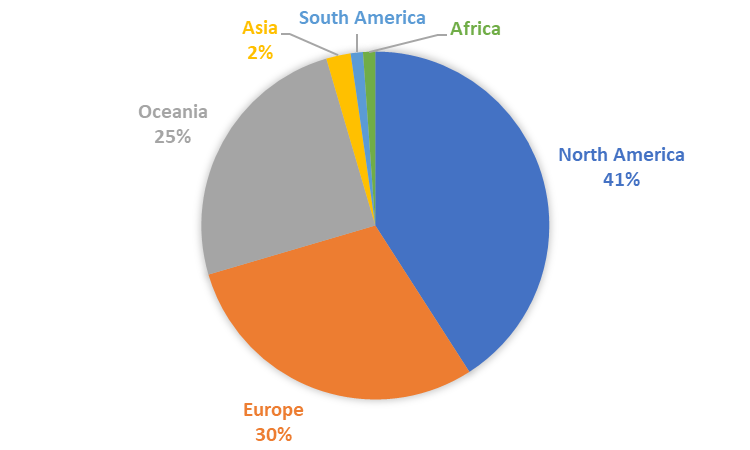 South America
Africa
Asia
2%
Oceania
25%
North America
41%
Europe
30%